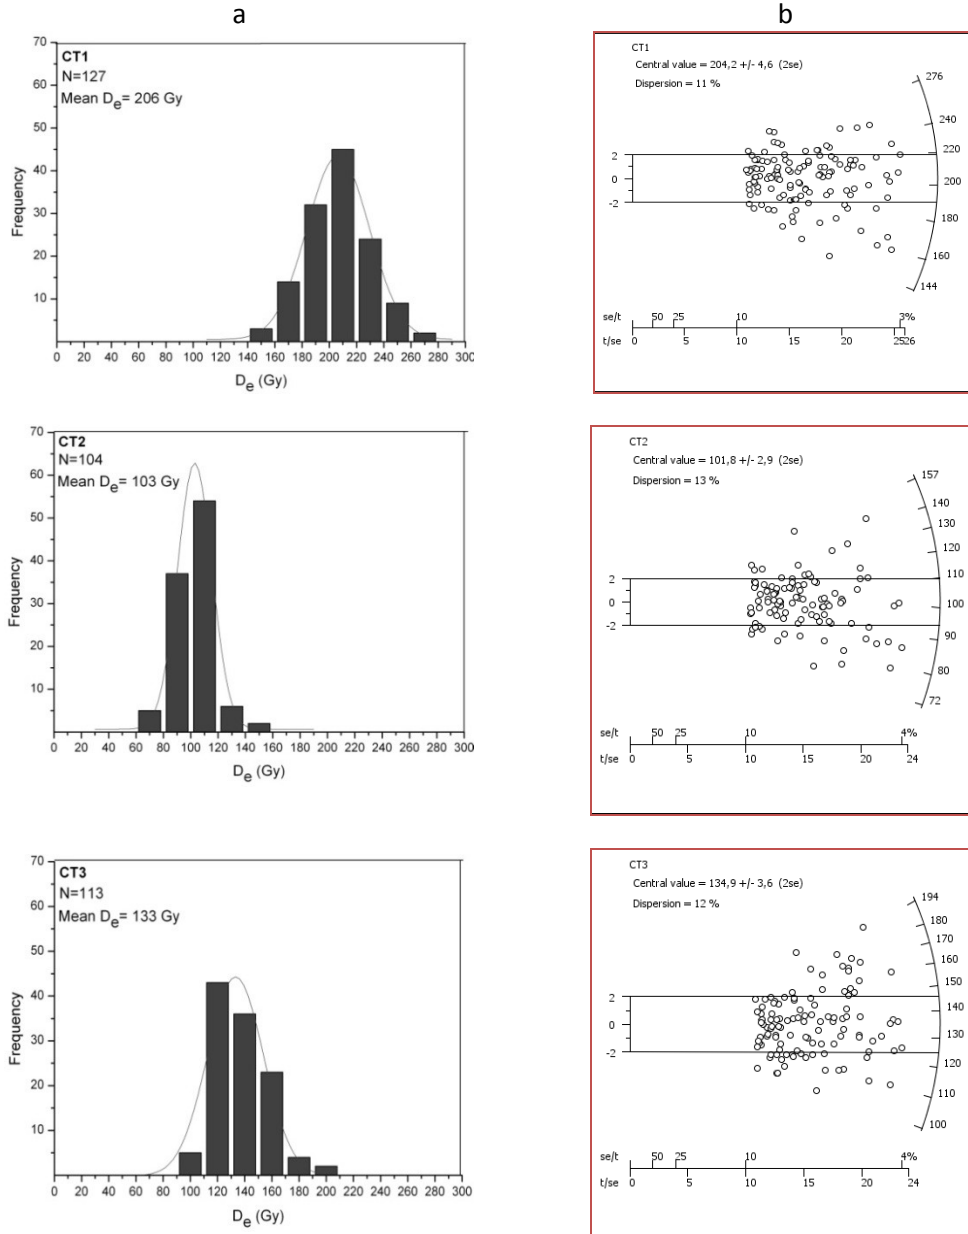 a
b
70
60
50
40
30
20
10
Frequency
CT1
N=127
Mean De= 206 Gy
0 20 40 60 80 100 120 140 160 180 200 220 240 260 280 300
De (Gy)
CT1
Central value = 204,2 +/- 4,6 (2se)
Dispersion = 11 %
276
240
220
200
180
160
144
2
0
-2
se/t 50 25 10 3%
t/se 0 5 10 15 20 25 26
70
60
50
40
30
20
10
Frequency
CT2
N=104
Mean De= 103 Gy
0 20 40 60 80 100 120 140 160 180 200 220 240 260 280 300
De (Gy)
CT2
Central value = 101,8 +/- 2,9 (2se)
Dispersion = 13 %
157
140
130
120
110
100
90
80
72
2
0
-2
se/t 50 25 10 4%
t/se 0 5 10 15 20 24
70
60
50
40
30
20
10
Frequency
CT3
N=113
Mean De= 133 Gy
0 20 40 60 80 100 120 140 160 180 200 220 240 260 280 300
De (Gy)
CT3
Central value = 134,9 +/- 3,6 (2se)
Dispersion = 12 %
194
180
170
160
150
140
130
120
110
100
2
0
-2
se/t 50 25 10 4%
t/se 0 5 10 15 20 24